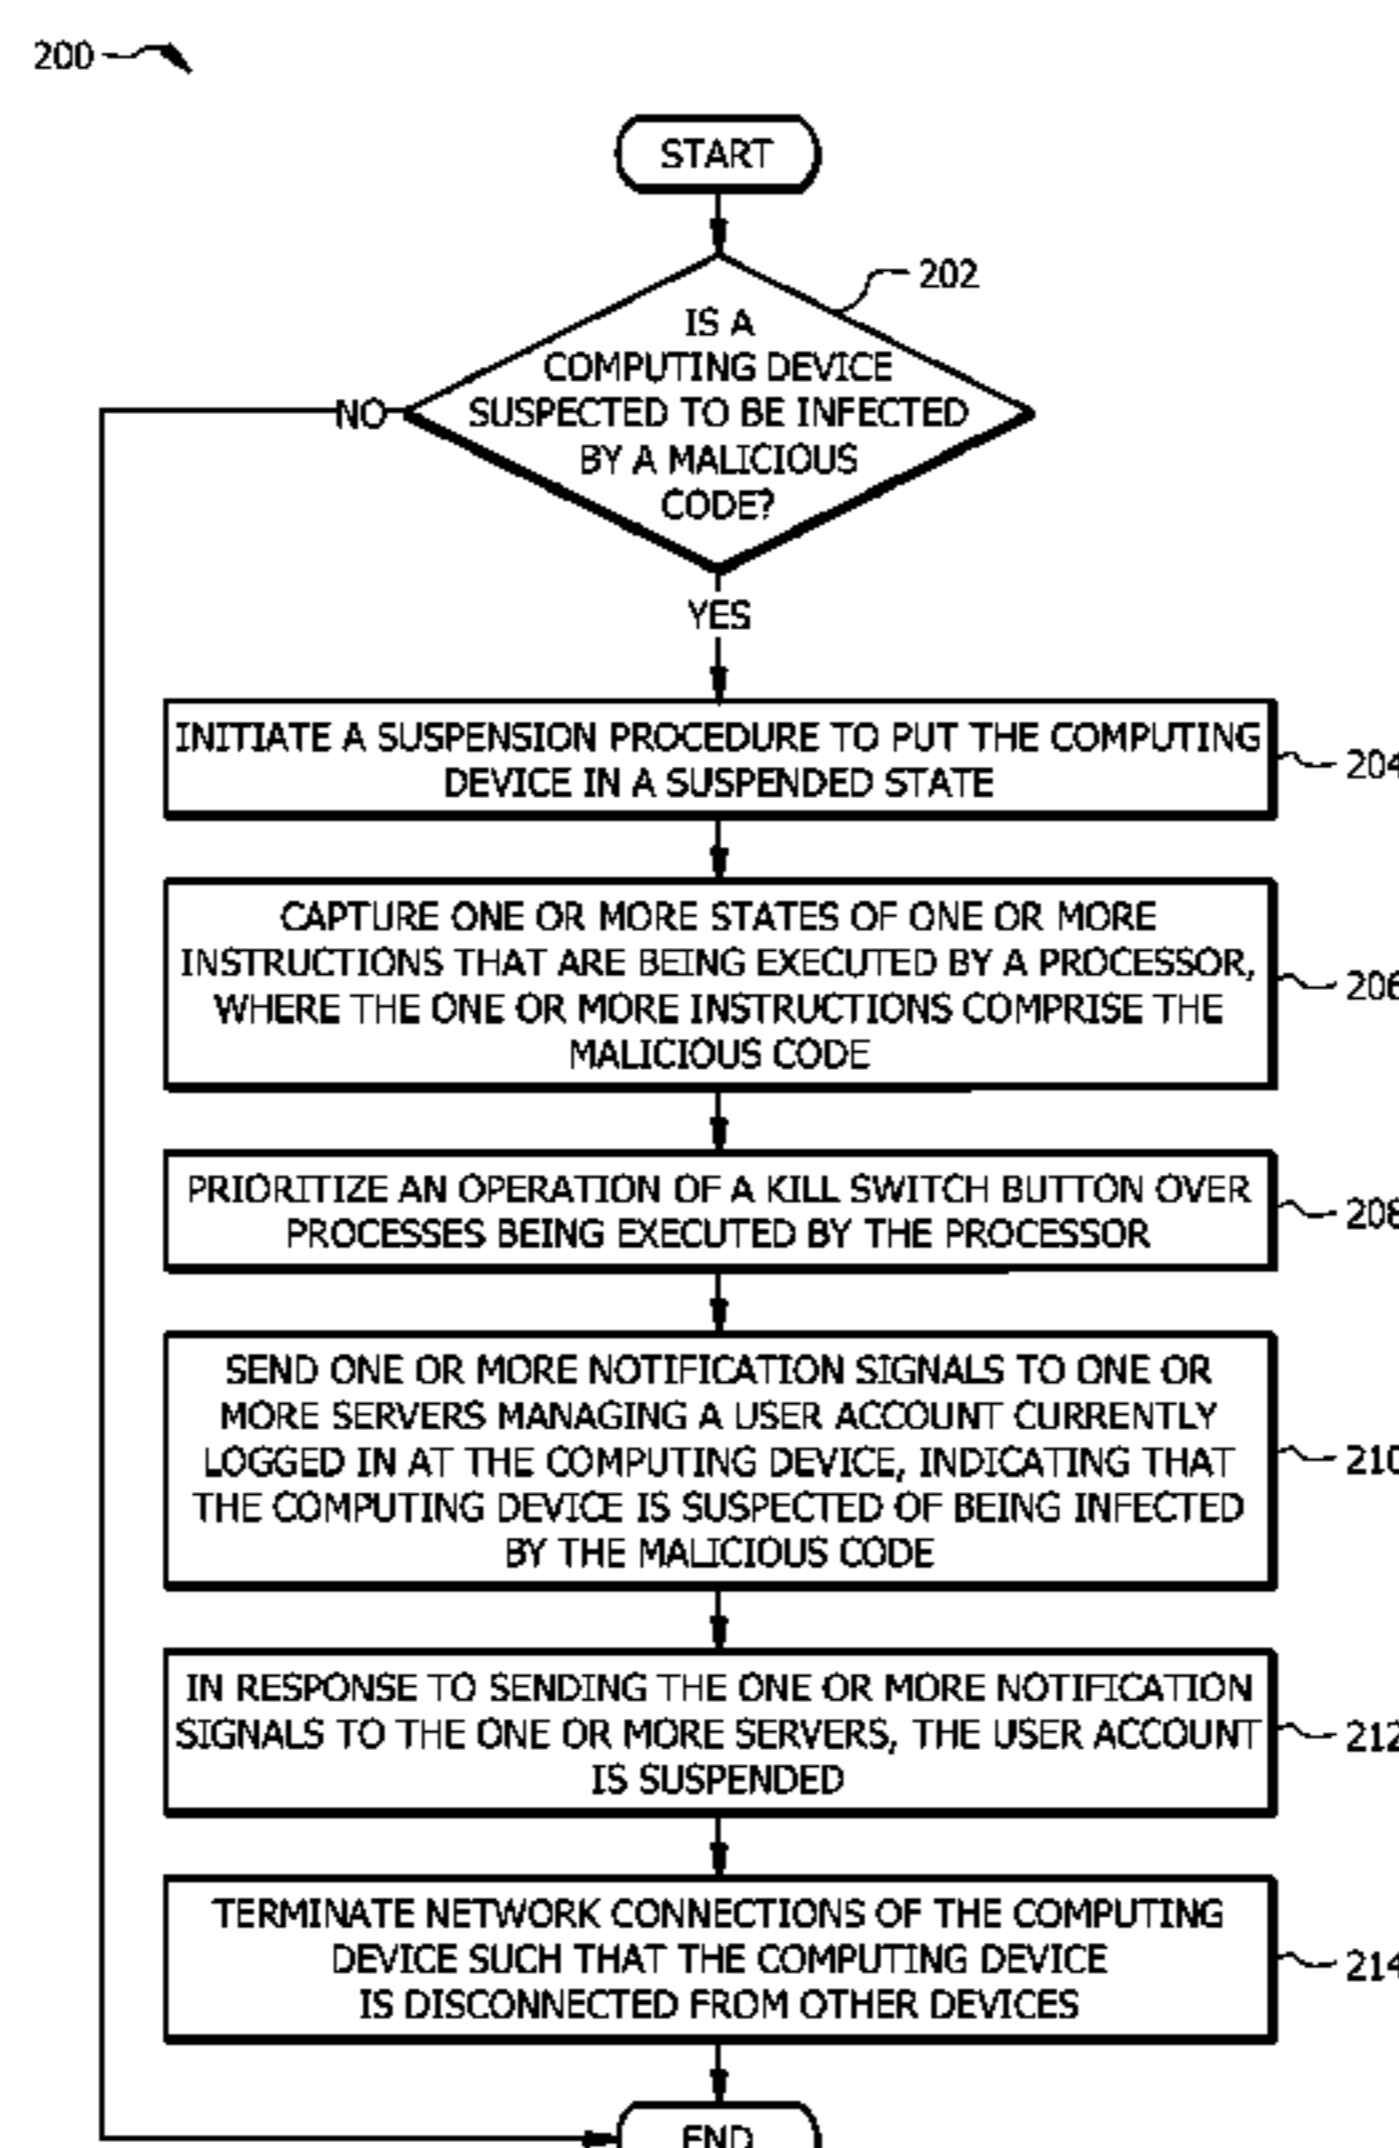 200
START
202
IS A
COMPUTING DEVICE
SUSPECTED TO BE INFECTED
BY A MALICIOUS
CODE?
NO
YES
INITIATE A SUSPENSION PROCEDURE TO PUT THE COMPUTING
DEVICE IN A SUSPENDED STATE
204
CAPTURE ONE OR MORE STATES OF ONE OR MORE
INSTRUCTIONS THAT ARE BEING EXECUTED BY A PROCESSOR,
WHERE THE ONE OR MORE INSTRUCTIONS COMPRISE THE
MALICIOUS CODE
206
PRIORITIZE AN OPERATION OF A KILL SWITCH BUTTON OVER
PROCESSES BEING EXECUTED BY THE PROCESSOR
208
SEND ONE OR MORE NOTIFICATION SIGNALS TO ONE OR
MORE SERVERS MANAGING A USER ACCOUNT CURRENTLY
LOGGED IN AT THE COMPUTING DEVICE, INDICATING THAT
THE COMPUTING DEVICE IS SUSPECTED OF BEING INFECTED
BY THE MALICIOUS CODE
210
IN RESPONSE TO SENDING THE ONE OR MORE NOTIFICATION
SIGNALS TO THE ONE OR MORE SERVERS, THE USER ACCOUNT
IS SUSPENDED
212
TERMINATE NETWORK CONNECTIONS OF THE COMPUTING
DEVICE SUCH THAT THE COMPUTING DEVICE
IS DISCONNECTED FROM OTHER DEVICES
214
END